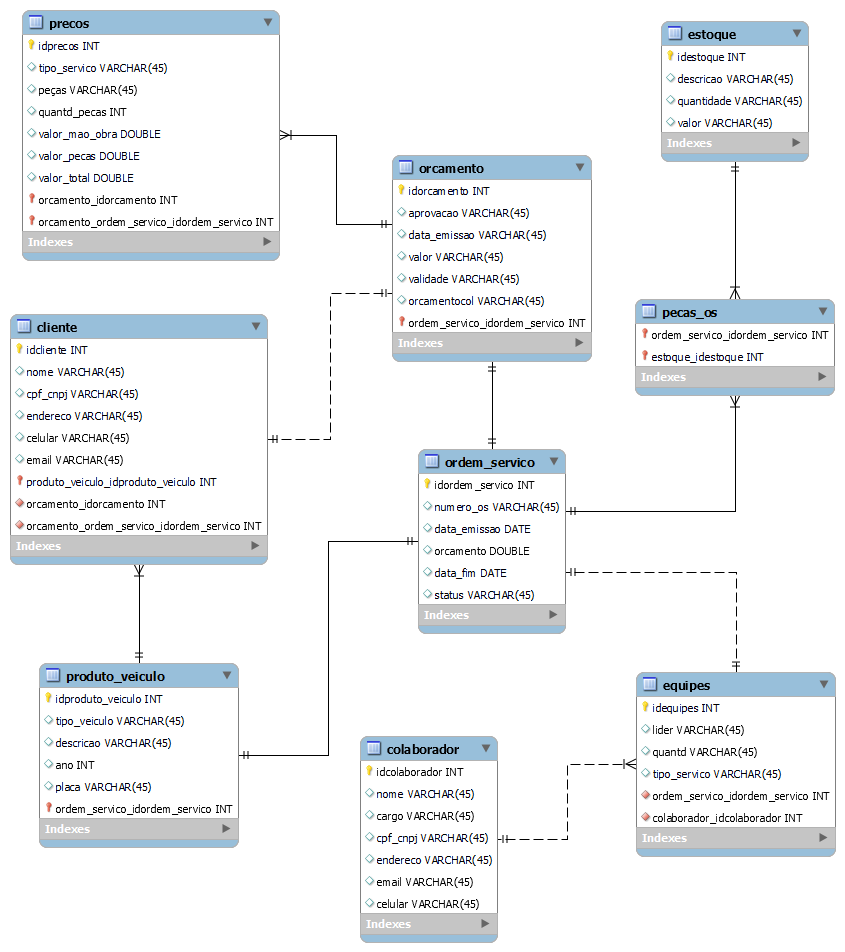 precos
idprecos INT
tipo_servico VARCHAR(45)
peças VARCHAR(45)
quantd_pecas INT
valor_mao_obra DOUBLE
valor_pecas DOUBLE
valor_total DOUBLE
orcamento_idorcamento INT
orcamento_ordem_servico_idordem_servico INT
Indexes
estoque
idestoque INT
descricao VARCHAR(45)
quantidade VARCHAR(45)
valor VARCHAR(45)
Indexes
orcamento
idorcamento INT
aprovacao VARCHAR(45)
data_emissao VARCHAR(45)
valor VARCHAR(45)
validade VARCHAR(45)
orcamentocol VARCHAR(45)
ordem_servico_idordem_servico INT
Indexes
pecas_os
ordem_servico_idordem_servico INT
estoque_idestoque INT
Indexes
cliente
idcliente INT
nome VARCHAR(45)
cpf_cnpj VARCHAR(45)
endereco VARCHAR(45)
celular VARCHAR(45)
email VARCHAR(45)
produto_veiculo_idproduto_veiculo INT
orcamento_idorcamento INT
orcamento_ordem_servico_idordem_servico INT
Indexes
ordem_servico
idordem_servico INT
numero_os VARCHAR(45)
data_emissao DATE
orcamento DOUBLE
data_fim DATE
status VARCHAR(45)
Indexes
produto_veiculo
idproduto_veiculo INT
tipo_veiculo VARCHAR(45)
descricao VARCHAR(45)
ano INT
placa VARCHAR(45)
ordem_servico_idordem_servico INT
Indexes
equipes
idequipes INT
lider VARCHAR(45)
quantd VARCHAR(45)
tipo_servico VARCHAR(45)
ordem_servico_idordem_servico INT
colaborador_idcolaborador INT
Indexes
colaborador
idcolaborador INT
nome VARCHAR(45)
cargo VARCHAR(45)
cpf_cnpj VARCHAR(45)
endereco VARCHAR(45)
email VARCHAR(45)
celular VARCHAR(45)
Indexes